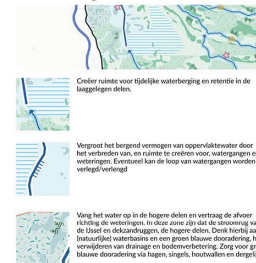 Creëer ruimte voor tijdelijke waterberging en retentie in de
laaggelegen delen.
Vergroot het bergend vermogen van oppervlaktewater door
het verbreden van, en ruimte te creëren voor, watergangen e
weteringen. Eventueel kan de loop van watergangen worden
verlegd/verlengd
Vang het water op in de hogere delen en vertraag de afvoer
richting de weteringen. In deze zone zijn dat de stroomrug va
de IJssel en dekzandruggen, de hogere delen. Denk hierbij aa
(natuurlijke) waterbasins en een groen blauwe dooradering, h
verwijderen van drainage en bodemverbetering. Zorg voor gr
blauwe dooradering via hagen, singels, houtwallen en dergelij